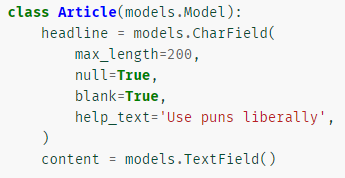 class Article(models.Model):
    headline = models.CharField(
        max_length=200,
        null=True,
        blank=True,
        help_text='Use puns liberally',
    )
    content = models.TextField()